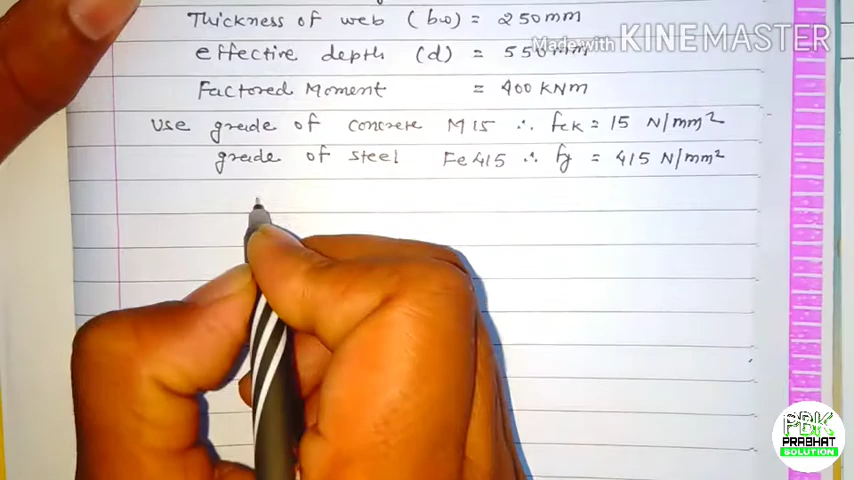 Thickness of web (bw) = 250mm
effective depth (d) = 550mm
Made with KINEMASTER
Factored Moment = 400 KNm
Use grade of concrete M15 ∴ fck = 15 N/mm²
grade of steel Fe415 ∴ fy = 415 N/mm²
PBK
PRABHAT
SOLUTION